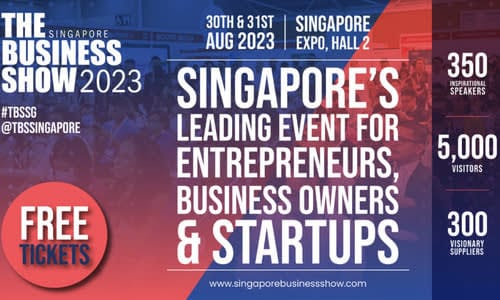 THE
SINGAPORE
BUSINESS
SHOW 2023
#TBSSG
@TBSSINGAPORE
FREE
TICKETS
30TH & 31ST
AUG 2023
SINGAPORE
EXPO, HALL 2
SINGAPORE'S
LEADING EVENT FOR
ENTREPRENEURS,
BUSINESS OWNERS
& STARTUPS
www.singaporebusinessshow.com
350
INSPIRATIONAL
SPEAKERS
5,000
VISITORS
300
VISIONARY
SUPPLIERS